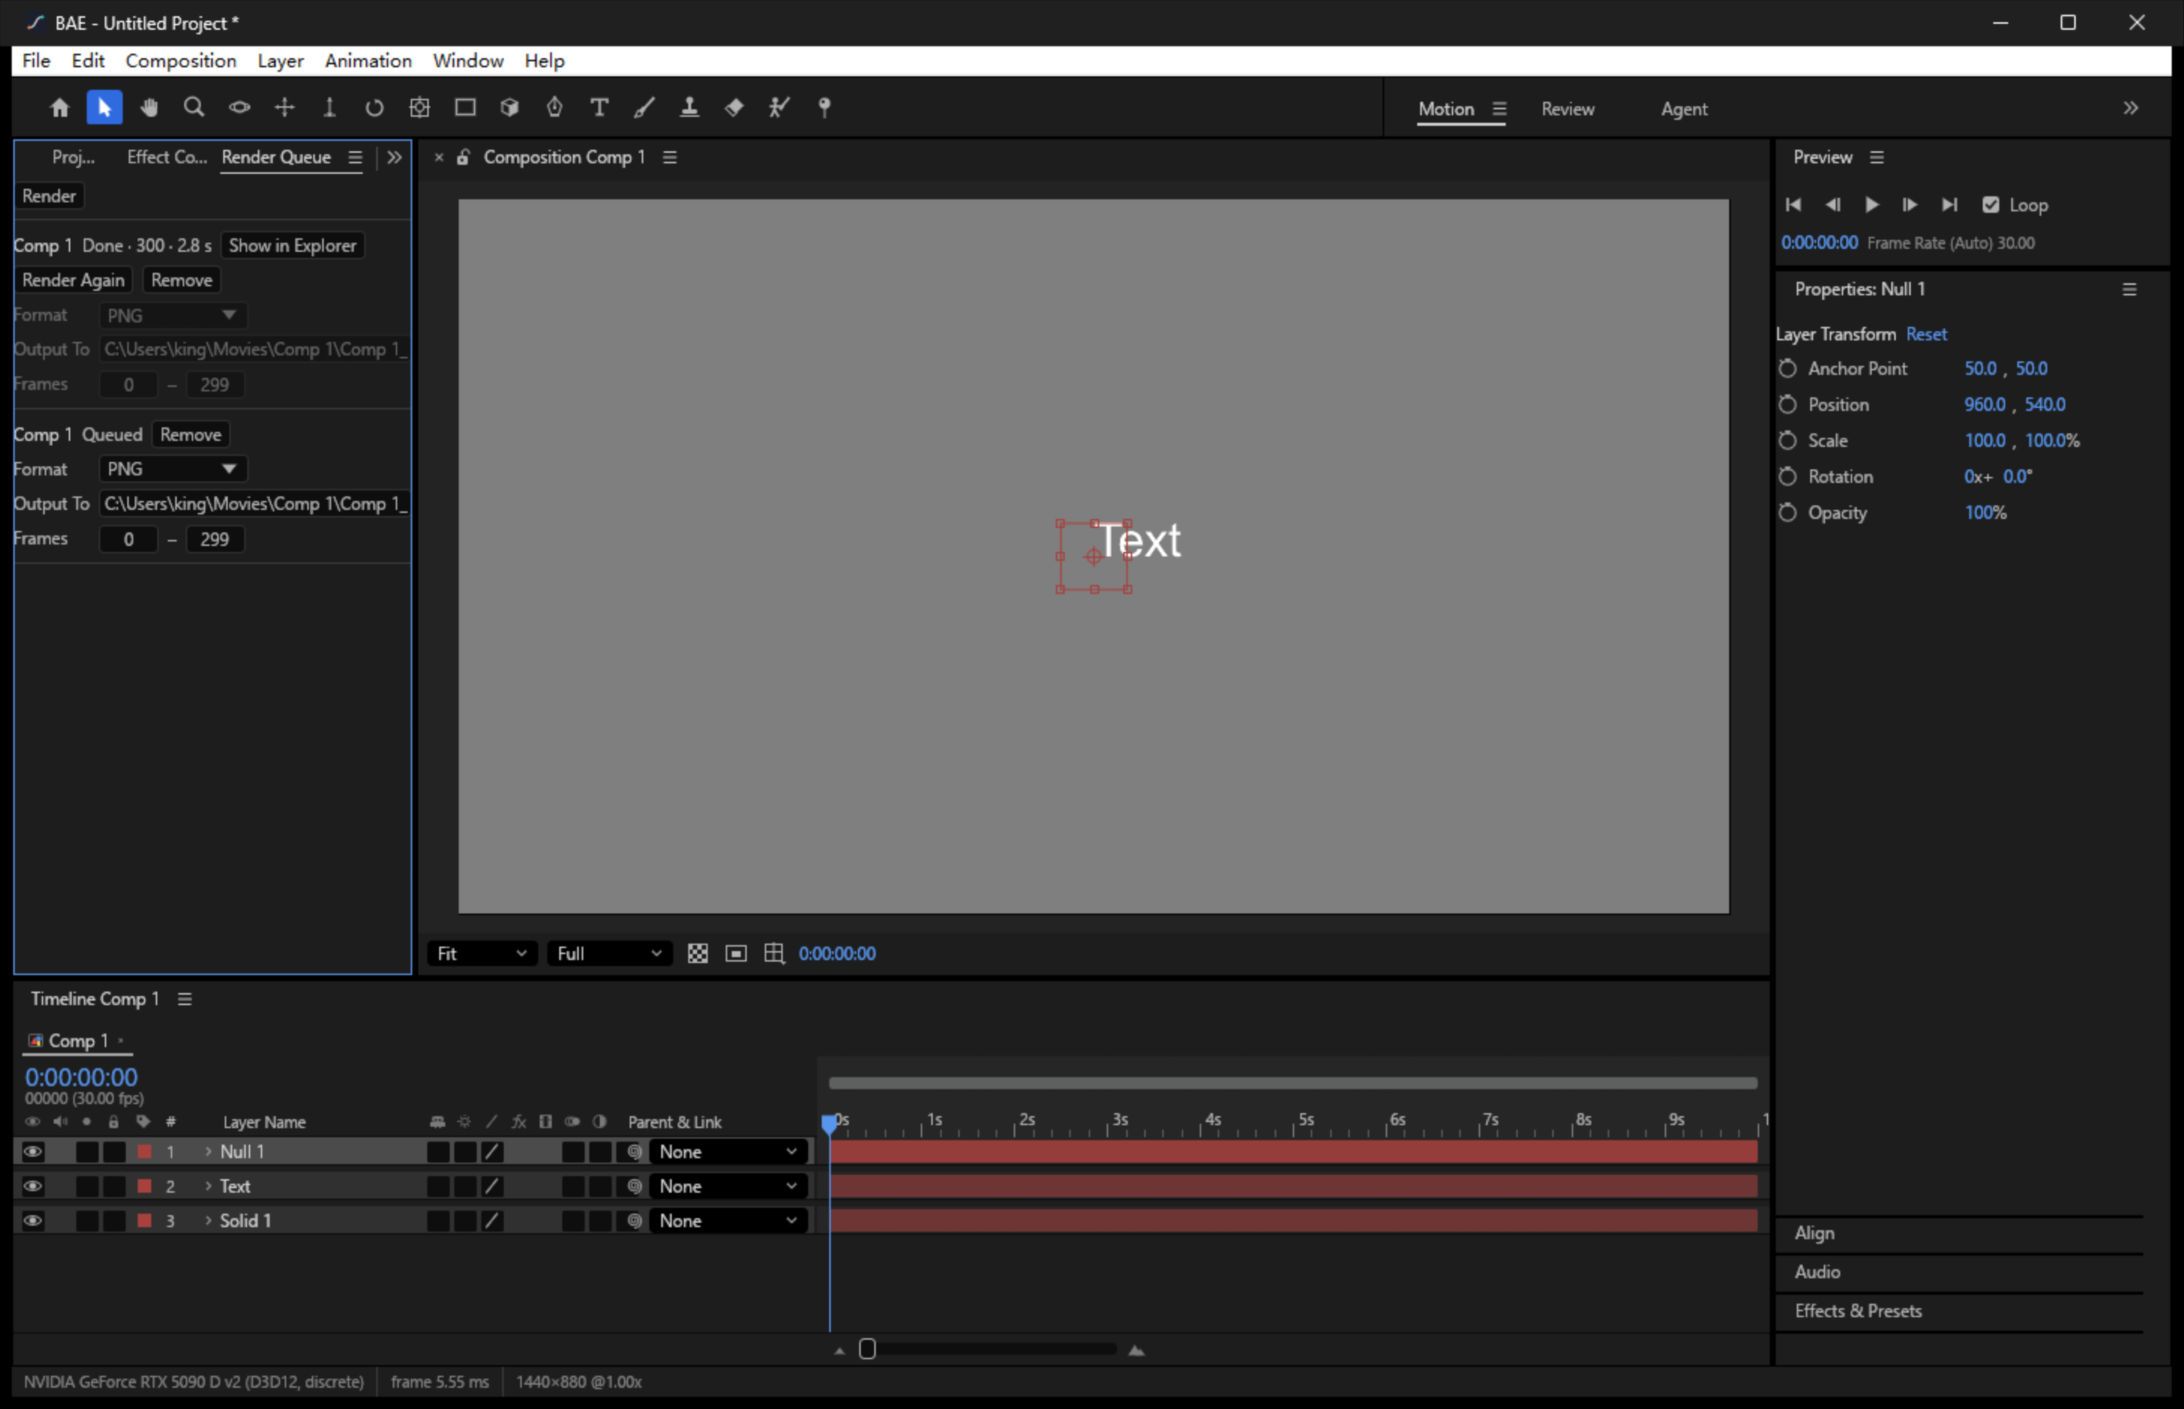 BAE - Untitled Project *
File Edit Composition Layer Animation Window Help
Motion Review Agent
Proj... Effect Co... Render Queue
Render
Comp 1 Done · 300 · 2.8 s Show in Explorer
Render Again Remove
Format PNG
Output To C:\Users\king\Movies\Comp 1\Comp 1_
Frames 0 – 299
Comp 1 Queued Remove
Format PNG
Output To C:\Users\king\Movies\Comp 1\Comp 1_
Frames 0 – 299
Composition Comp 1
Text
Fit Full 0:00:00:00
Preview
Loop
0:00:00:00 Frame Rate (Auto) 30.00
Properties: Null 1
Layer Transform Reset
Anchor Point 50.0 , 50.0
Position 960.0 , 540.0
Scale 100.0 , 100.0%
Rotation 0x+ 0.0°
Opacity 100%
Align
Audio
Effects & Presets
Timeline Comp 1
Comp 1
0:00:00:00
00000 (30.00 fps)
# Layer Name fx Parent & Link
0s 1s 2s 3s 4s 5s 6s 7s 8s 9s 1
1 Null 1 None
2 Text None
3 Solid 1 None
NVIDIA GeForce RTX 5090 D v2 (D3D12, discrete) frame 5.55 ms 1440×880 @1.00x